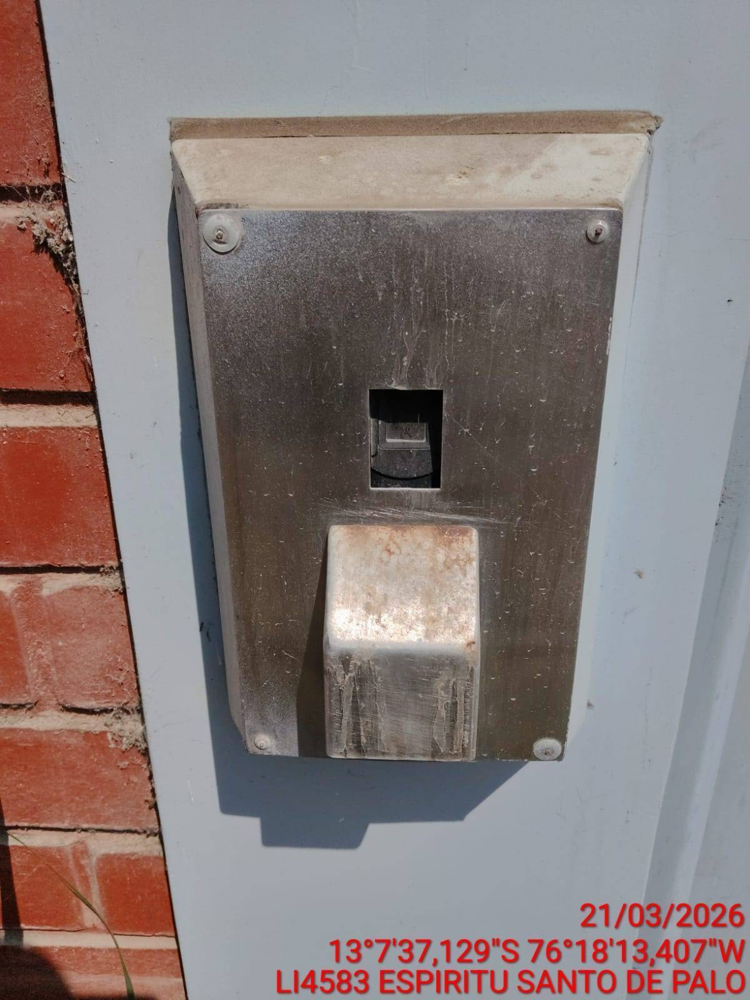 21/03/2026
13°7'37,129"S 76°18'13,407"W
LI4583 ESPIRITU SANTO DE PALO